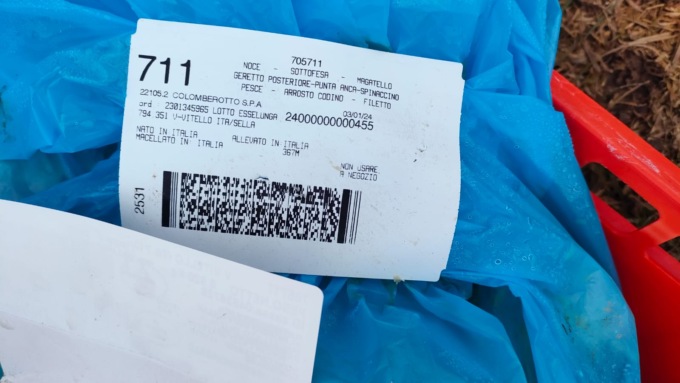 705711
711
NOCE - SOTTOFESA - MAGATELLO
GERETTO POSTERIORE-PUNTA ANCA-SPINACCINO
PESCE - ARROSTO CODINO - FILETTO
22105.2 COLOMBEROTTO S.P.A
03/01/24
ord 2301345965 LOTTO ESSELUNGA 24000000000455
794 351 V-VITELLO ITA/SELLA
NATO IN ITALIA ALLEVATO IN ITALIA
MACELLATO IN ITALIA 367M
NON USARE
A NEGOZIO
2531